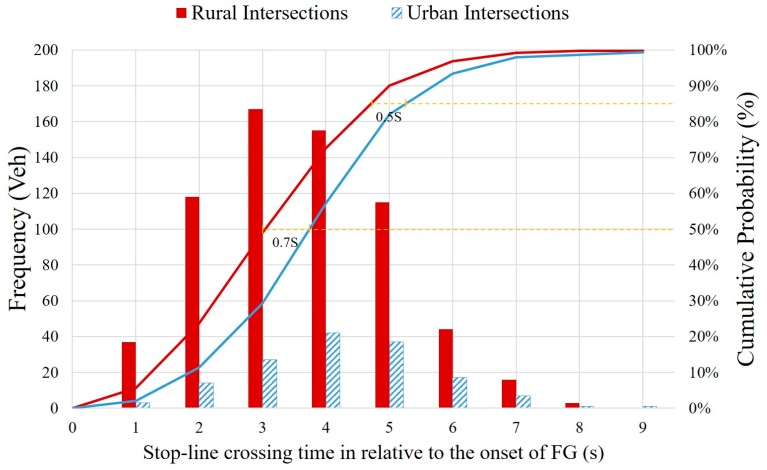 Rural Intersections Urban Intersections
200 100%
180 90%
160 80%
140 70%
120 60%
100 50%
80 40%
60 30%
40 20%
20 10%
0 0%
0.5S
0.7S
0 1 2 3 4 5 6 7 8 9
Stop-line crossing time in relative to the onset of FG (s)
Frequency (Veh)
Cumulative Probability (%)